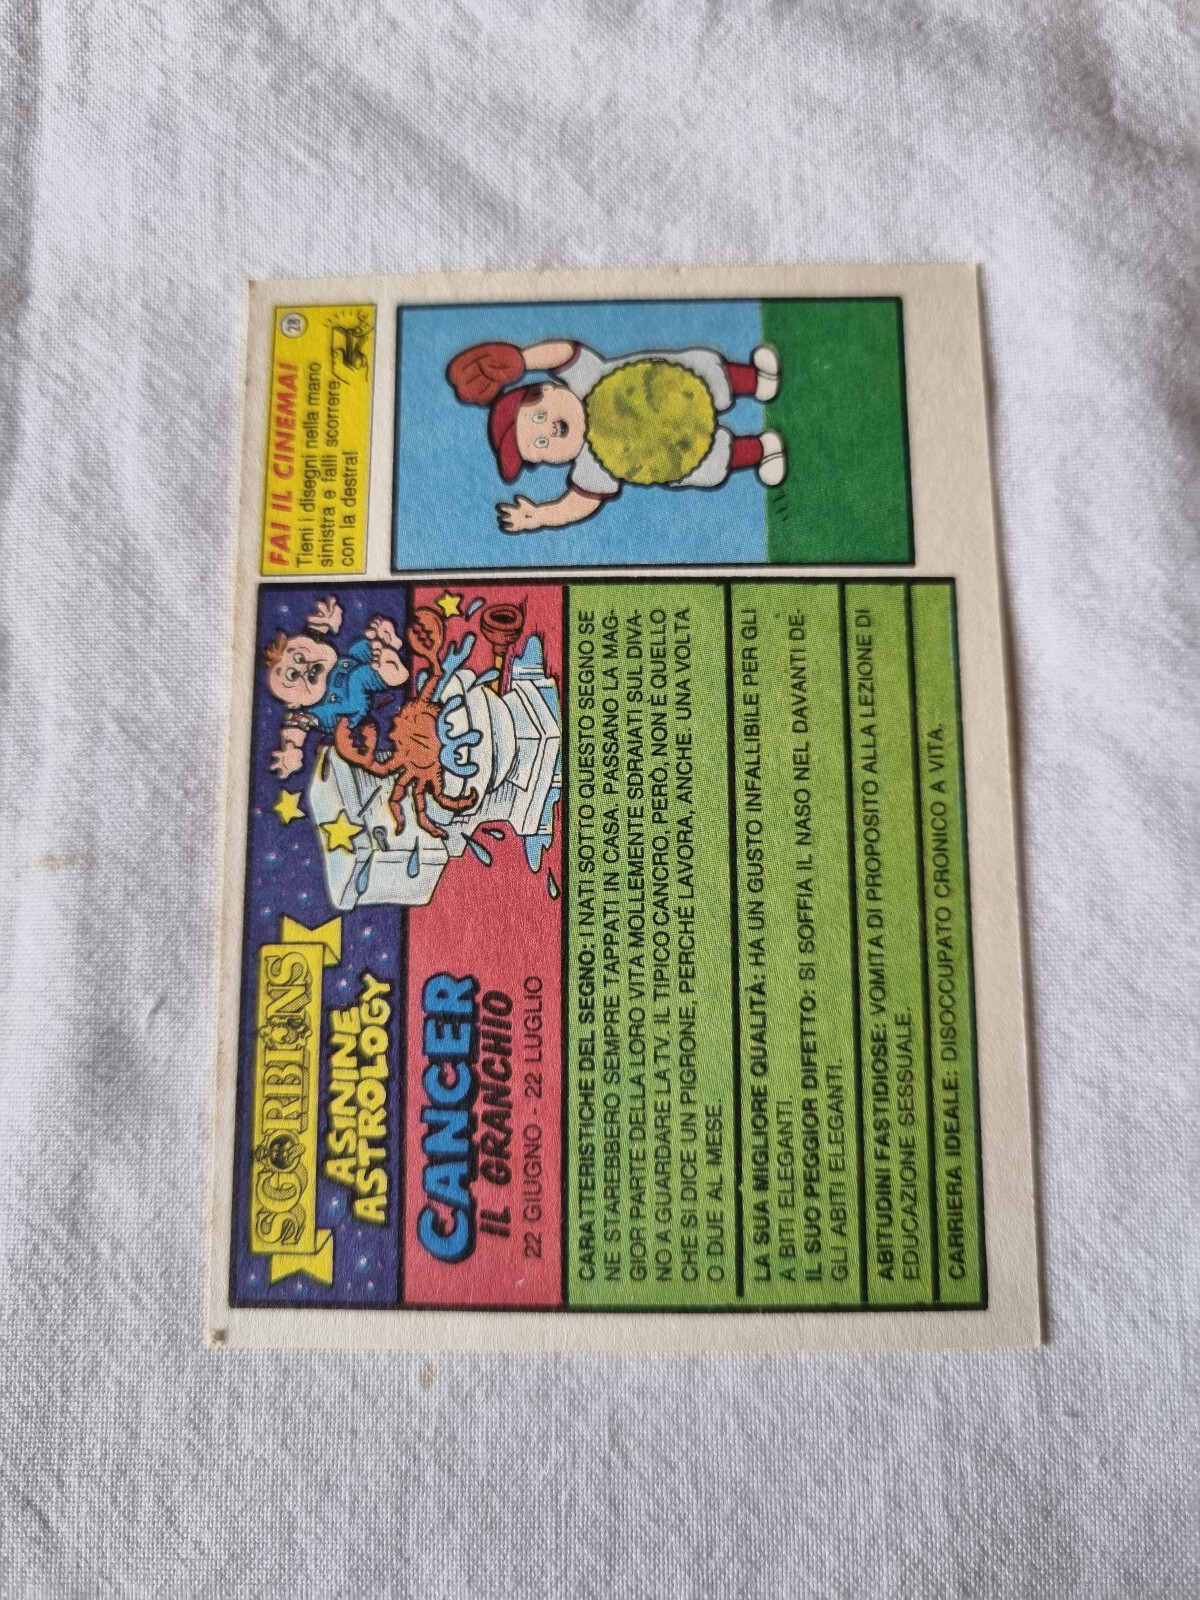 SGORBIONS
ASININE
ASTROLOGY
CANCER
IL GRANCHIO
22 GIUGNO - 22 LUGLIO
CARATTERISTICHE DEL SEGNO: I NATI SOTTO QUESTO SEGNO SE
NE STAREBBERO SEMPRE TAPPATI IN CASA. PASSANO LA MAG-
GIOR PARTE DELLA LORO VITA MOLLEMENTE SDRAIATI SUL DIVA-
NO A GUARDARE LA TV. IL TIPICO CANCRO, PERÒ, NON È QUELLO
CHE SI DICE UN PIGRONE, PERCHÉ LAVORA, ANCHE UNA VOLTA
O DUE AL MESE.
LA SUA MIGLIORE QUALITÀ: HA UN GUSTO INFALLIBILE PER GLI
A BITI ELEGANTI.
IL SUO PEGGIOR DIFETTO: SI SOFFIA IL NASO NEL DAVANTI DE-
GLI ABITI ELEGANTI.
ABITUDIINI FASTIDIOSE: VOMITA DI PROPOSITO ALLA LEZIONE DI
EDUCAZIONE SESSUALE.
CARRIERA IDEALE: DISOCCUPATO CRONICO A VITA.
FAI IL CINEMA!
28
Tieni i disegni nella mano
sinistra e falli scorrere
con la destra!